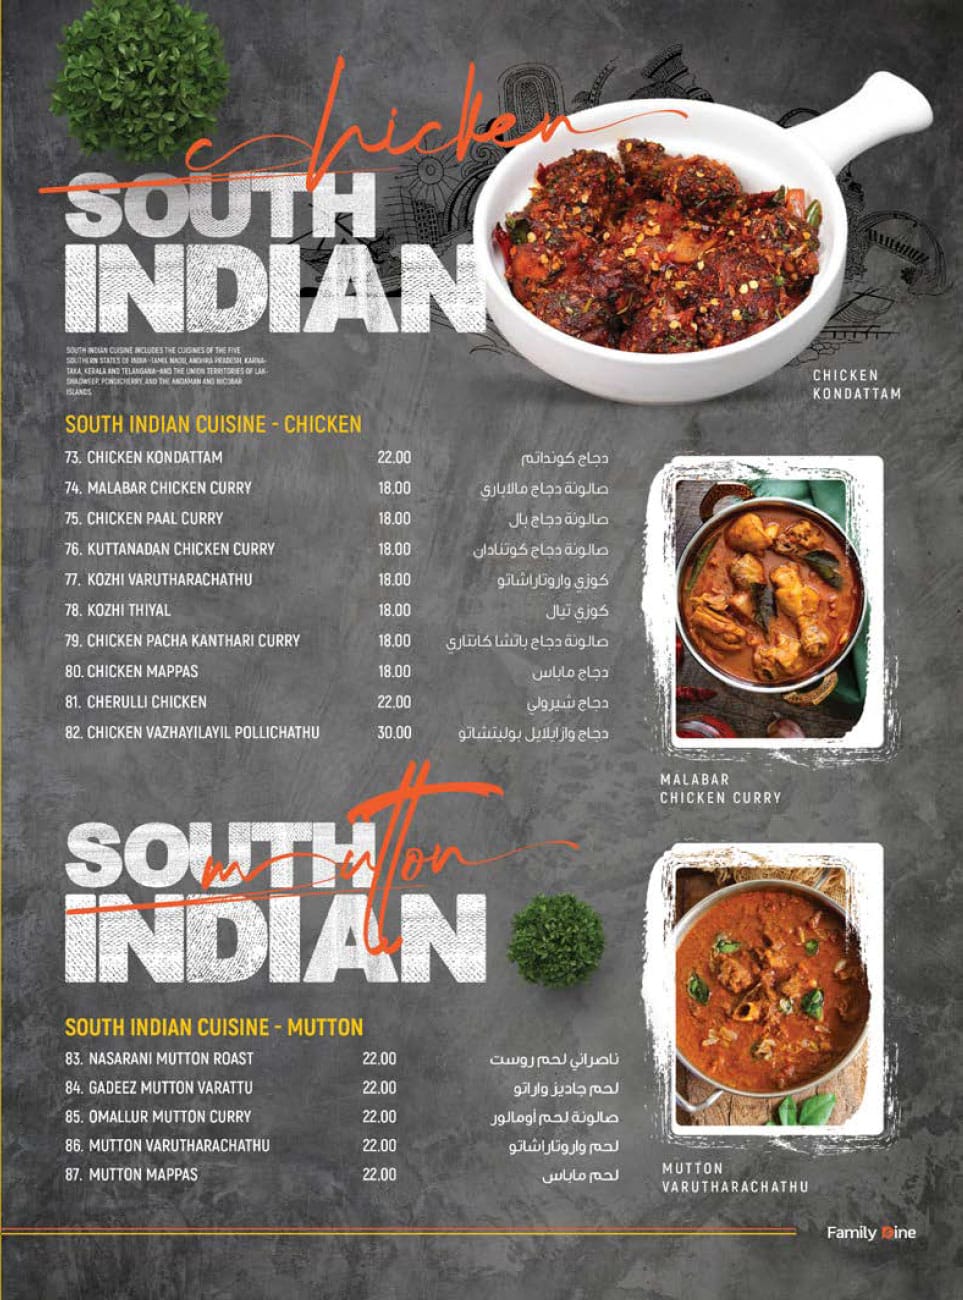 chicken
SOUTH
INDIAN
SOUTH INDIAN CUISINE INCLUDES THE CUISINES OF THE FIVE
SOUTHERN STATES OF INDIA-TAMIL NADU, ANDHRA PRADESH, KARNA-
TAKA, KERALA AND TELANGANA-AND THE UNION TERRITORIES OF LAK-
SHADWEEP, PONDICHERRY, AND THE ANDAMAN AND NICOBAR
ISLANDS.
CHICKEN
KONDATTAM
SOUTH INDIAN CUISINE - CHICKEN
73. CHICKEN KONDATTAM 22.00 دجاج كونداتم
74. MALABAR CHICKEN CURRY 18.00 صالونة دجاج مالاباري
75. CHICKEN PAAL CURRY 18.00 صالونة دجاج بال
76. KUTTANADAN CHICKEN CURRY 18.00 صالونة دجاج كوتنادان
77. KOZHI VARUTHARACHATHU 18.00 كوزي واروتاراشاتو
78. KOZHI THIYAL 18.00 كوزي تيال
79. CHICKEN PACHA KANTHARI CURRY 18.00 صالونة دجاج باتشا كانتاري
80. CHICKEN MAPPAS 18.00 دجاج ماباس
81. CHERULLI CHICKEN 22.00 دجاج شيرولي
82. CHICKEN VAZHAYILAYIL POLLICHATHU 30.00 دجاج وازايلايل بوليتشاتو
MALABAR
CHICKEN CURRY
SOUTH
mutton
INDIAN
SOUTH INDIAN CUISINE - MUTTON
83. NASARANI MUTTON ROAST 22.00 ناصراني لحم روست
84. GADEEZ MUTTON VARATTU 22.00 لحم جاديز واراتو
85. OMALLUR MUTTON CURRY 22.00 صالونة لحم أومالور
86. MUTTON VARUTHARACHATHU 22.00 لحم واروتاراشاتو
87. MUTTON MAPPAS 22.00 لحم ماباس
MUTTON
VARUTHARACHATHU
Family Dine